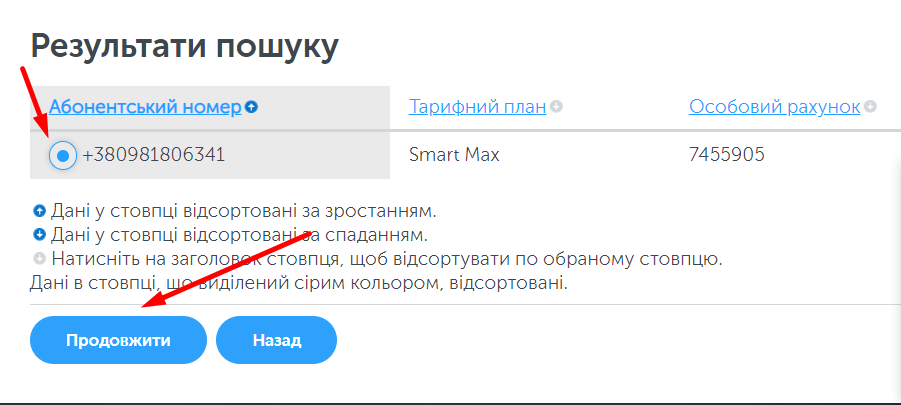 Результати пошуку
Абонентський номер Тарифний план Особовий рахунок
+380981806341 Smart Max 7455905
Дані у стовпці відсортовані за зростанням.
Дані у стовпці відсортовані за спаданням.
Натисніть на заголовок стовпця, щоб відсортувати по обраному стовпцю.
Дані в стовпці, що виділений сірим кольором, відсортовані.
Продовжити Назад